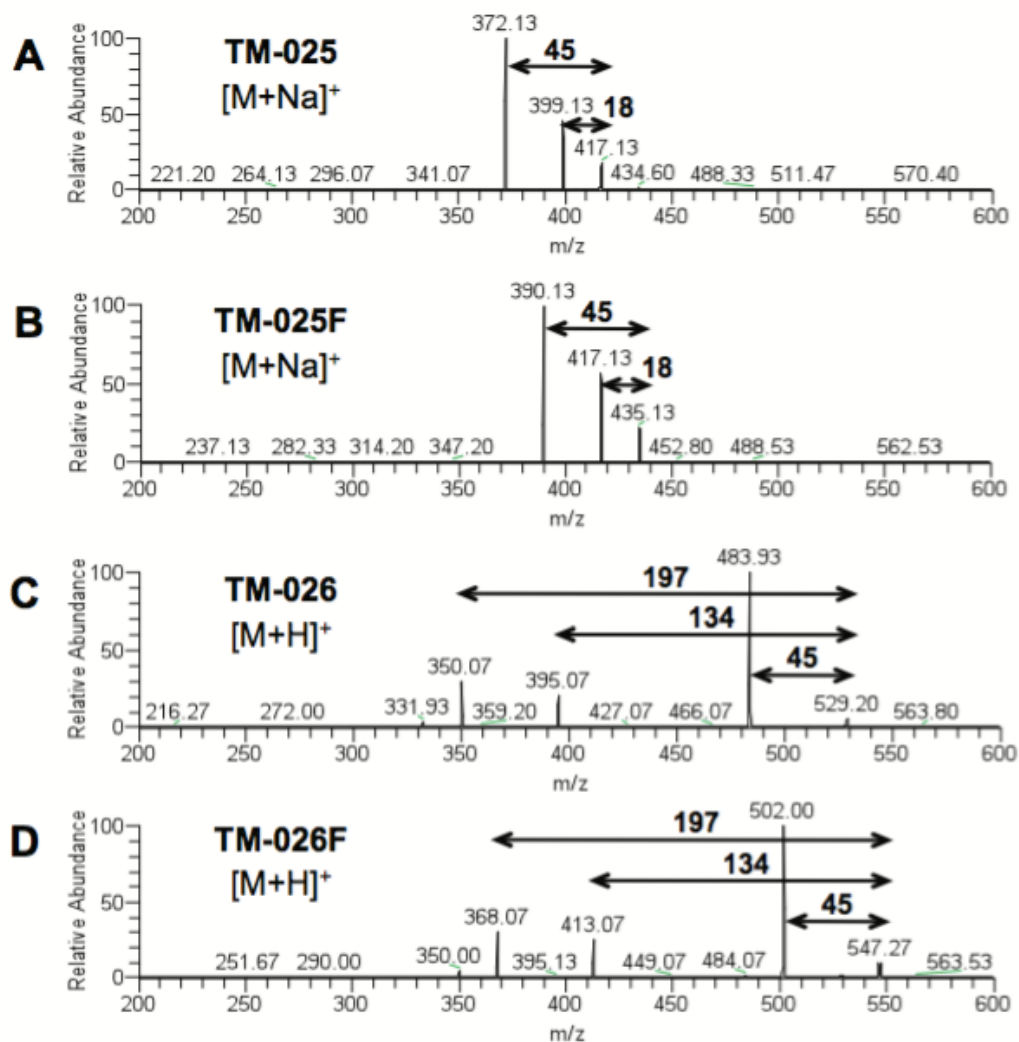 A
TM-025
[M+Na]+
Relative Abundance
100
50
0
372.13
45
399.13
18
417.13
221.20 264.13 296.07 341.07 434.60 488.33 511.47 570.40
200 250 300 350 400 450 500 550 600
m/z
B
TM-025F
[M+Na]+
Relative Abundance
100
50
0
390.13
45
417.13
18
435.13
237.13 282.33 314.20 347.20 452.80 488.53 562.53
200 250 300 350 400 450 500 550 600
m/z
C
TM-026
[M+H]+
Relative Abundance
100
50
0
483.93
197
134
45
350.07 395.07
216.27 272.00 331.93 359.20 427.07 466.07 529.20 563.80
200 250 300 350 400 450 500 550 600
m/z
D
TM-026F
[M+H]+
Relative Abundance
100
50
0
502.00
197
134
45
368.07 413.07
251.67 290.00 350.00 395.13 449.07 484.07 547.27 563.53
200 250 300 350 400 450 500 550 600
m/z